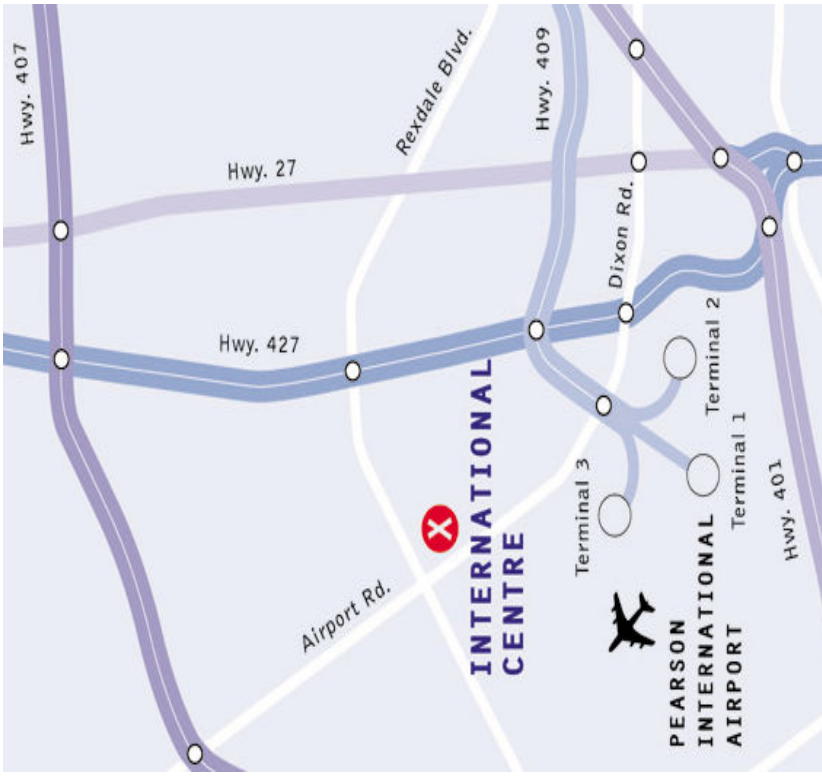 Hwy. 407
Rexdale Blvd.
Hwy. 409
Hwy. 27
Dixon Rd.
Hwy. 427
Terminal 2
Terminal 1
Terminal 3
Hwy. 401
X
INTERNATIONAL
CENTRE
Airport Rd.
PEARSON
INTERNATIONAL
AIRPORT